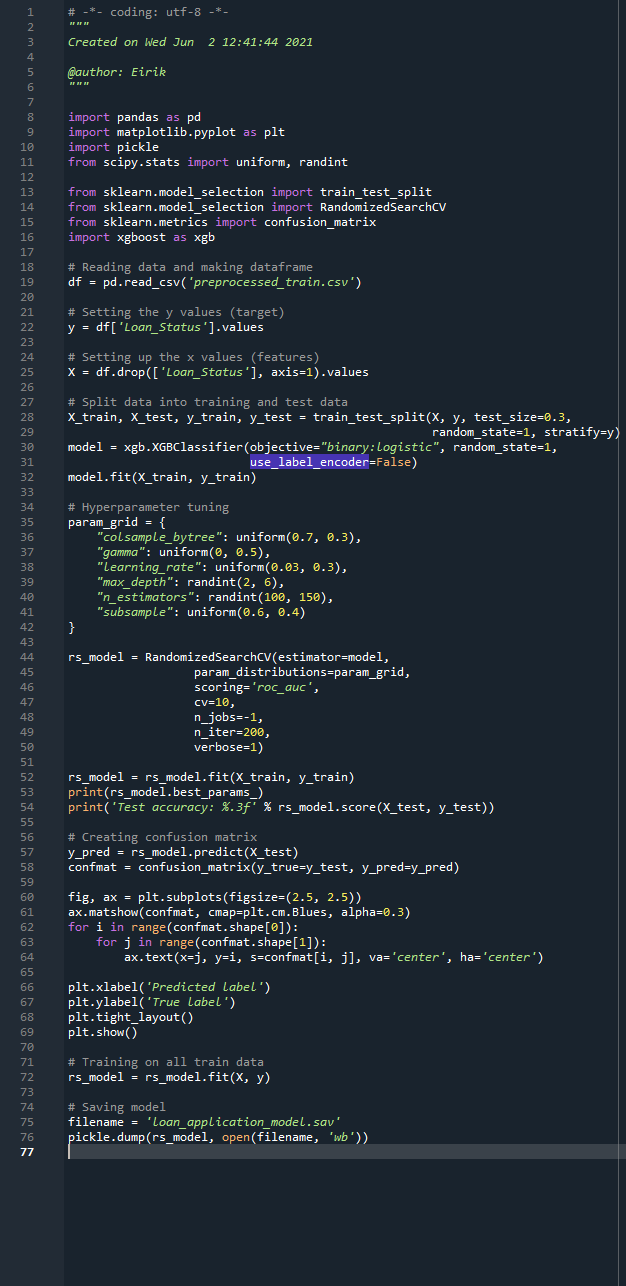 1 # -*- coding: utf-8 -*-
2 """
3 Created on Wed Jun  2 12:41:44 2021
4
5 @author: Eirik
6 """
7
8 import pandas as pd
9 import matplotlib.pyplot as plt
10 import pickle
11 from scipy.stats import uniform, randint
12
13 from sklearn.model_selection import train_test_split
14 from sklearn.model_selection import RandomizedSearchCV
15 from sklearn.metrics import confusion_matrix
16 import xgboost as xgb
17
18 # Reading data and making dataframe
19 df = pd.read_csv('preprocessed_train.csv')
20
21 # Setting the y values (target)
22 y = df['Loan_Status'].values
23
24 # Setting up the x values (features)
25 X = df.drop(['Loan_Status'], axis=1).values
26
27 # Split data into training and test data
28 X_train, X_test, y_train, y_test = train_test_split(X, y, test_size=0.3,
29                                                     random_state=1, stratify=y)
30 model = xgb.XGBClassifier(objective="binary:logistic", random_state=1,
31                           use_label_encoder=False)
32 model.fit(X_train, y_train)
33
34 # Hyperparameter tuning
35 param_grid = {
36     "colsample_bytree": uniform(0.7, 0.3),
37     "gamma": uniform(0, 0.5),
38     "learning_rate": uniform(0.03, 0.3),
39     "max_depth": randint(2, 6),
40     "n_estimators": randint(100, 150),
41     "subsample": uniform(0.6, 0.4)
42 }
43
44 rs_model = RandomizedSearchCV(estimator=model,
45                   param_distributions=param_grid,
46                   scoring='roc_auc',
47                   cv=10,
48                   n_jobs=-1,
49                   n_iter=200,
50                   verbose=1)
51
52 rs_model = rs_model.fit(X_train, y_train)
53 print(rs_model.best_params_)
54 print('Test accuracy: %.3f' % rs_model.score(X_test, y_test))
55
56 # Creating confusion matrix
57 y_pred = rs_model.predict(X_test)
58 confmat = confusion_matrix(y_true=y_test, y_pred=y_pred)
59
60 fig, ax = plt.subplots(figsize=(2.5, 2.5))
61 ax.matshow(confmat, cmap=plt.cm.Blues, alpha=0.3)
62 for i in range(confmat.shape[0]):
63     for j in range(confmat.shape[1]):
64         ax.text(x=j, y=i, s=confmat[i, j], va='center', ha='center')
65
66 plt.xlabel('Predicted label')
67 plt.ylabel('True label')
68 plt.tight_layout()
69 plt.show()
70
71 # Training on all train data
72 rs_model = rs_model.fit(X, y)
73
74 # Saving model
75 filename = 'loan_application_model.sav'
76 pickle.dump(rs_model, open(filename, 'wb'))
77